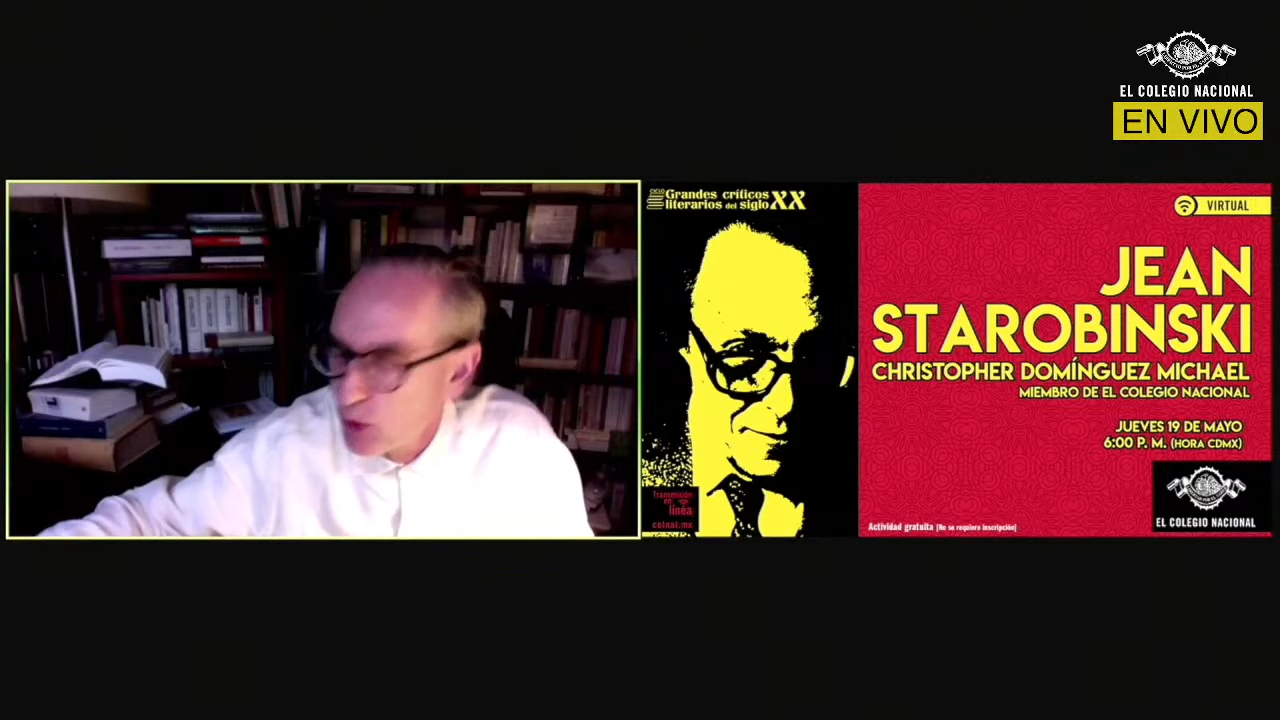 EL COLEGIO NACIONAL
EN VIVO
CICLO
Grandes críticos
literarios del siglo XX
VIRTUAL
JEAN
STAROBINSKI
CHRISTOPHER DOMÍNGUEZ MICHAEL
MIEMBRO DE EL COLEGIO NACIONAL
JUEVES 19 DE MAYO
6:00 P. M. (HORA CDMX)
Transmisión
en
línea
colnal.mx
EL COLEGIO NACIONAL
Actividad gratuita [No se requiere inscripción]